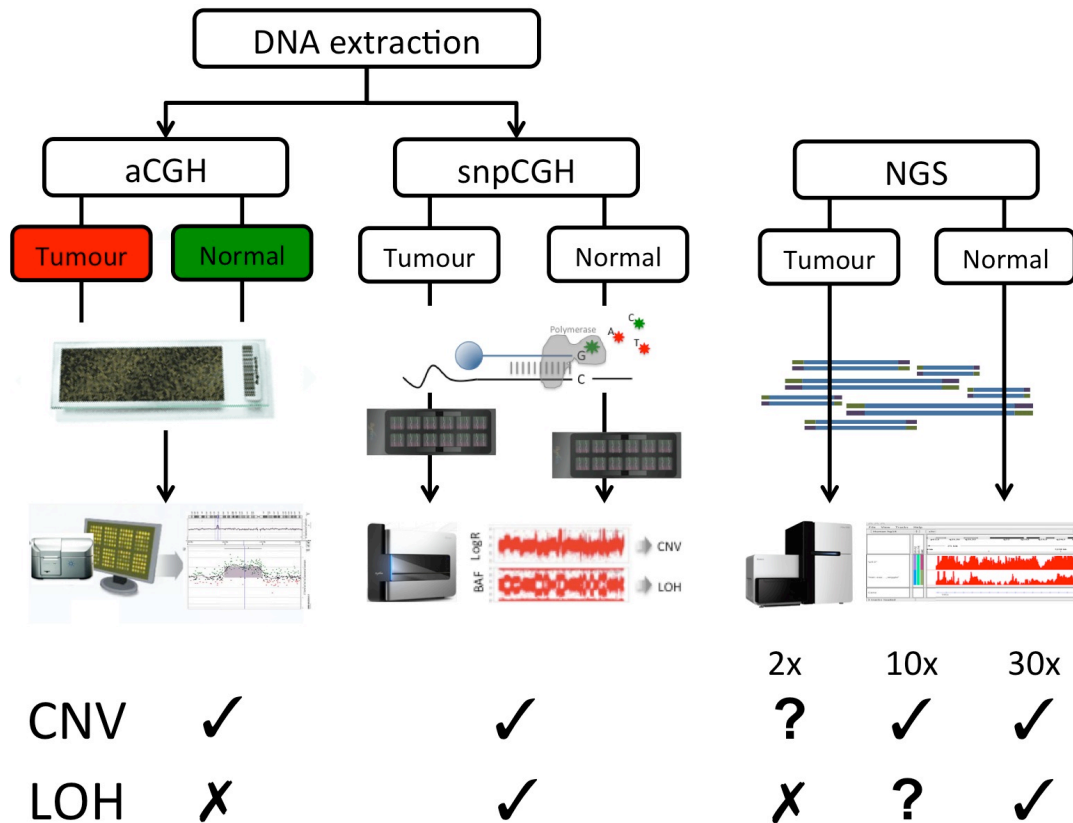 DNA extraction
aCGH
snpCGH
NGS
Tumour
Normal
Tumour
Normal
Tumour
Normal
Polymerase
C
A
T
G
C
LogR
CNV
BAF
LOH
2x
10x
30x
CNV ✓ ✓ ? ✓ ✓
LOH ✗ ✓ ✗ ? ✓